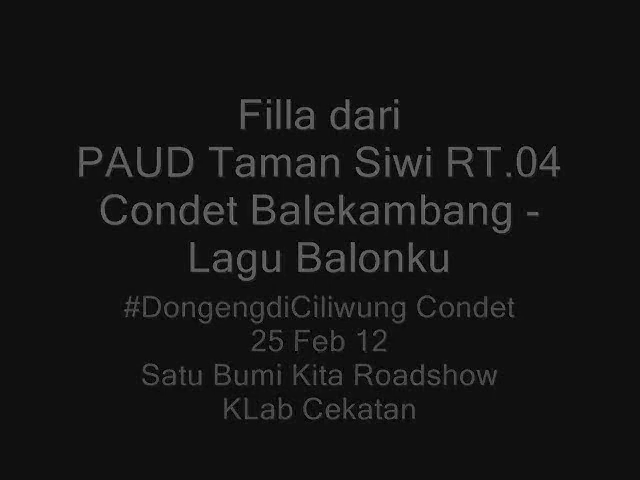 Filla dari
PAUD Taman Siwi RT.04
Condet Balekambang -
Lagu Balonku
#DongengdiCiliwung Condet
25 Feb 12
Satu Bumi Kita Roadshow
KLab Cekatan